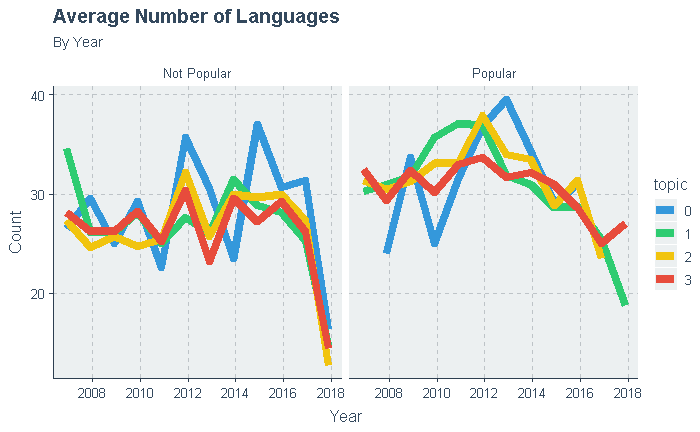 Average Number of Languages
By Year
Not Popular
Popular
40
30
20
Count
2008 2010 2012 2014 2016 2018
2008 2010 2012 2014 2016 2018
Year
topic
0
1
2
3